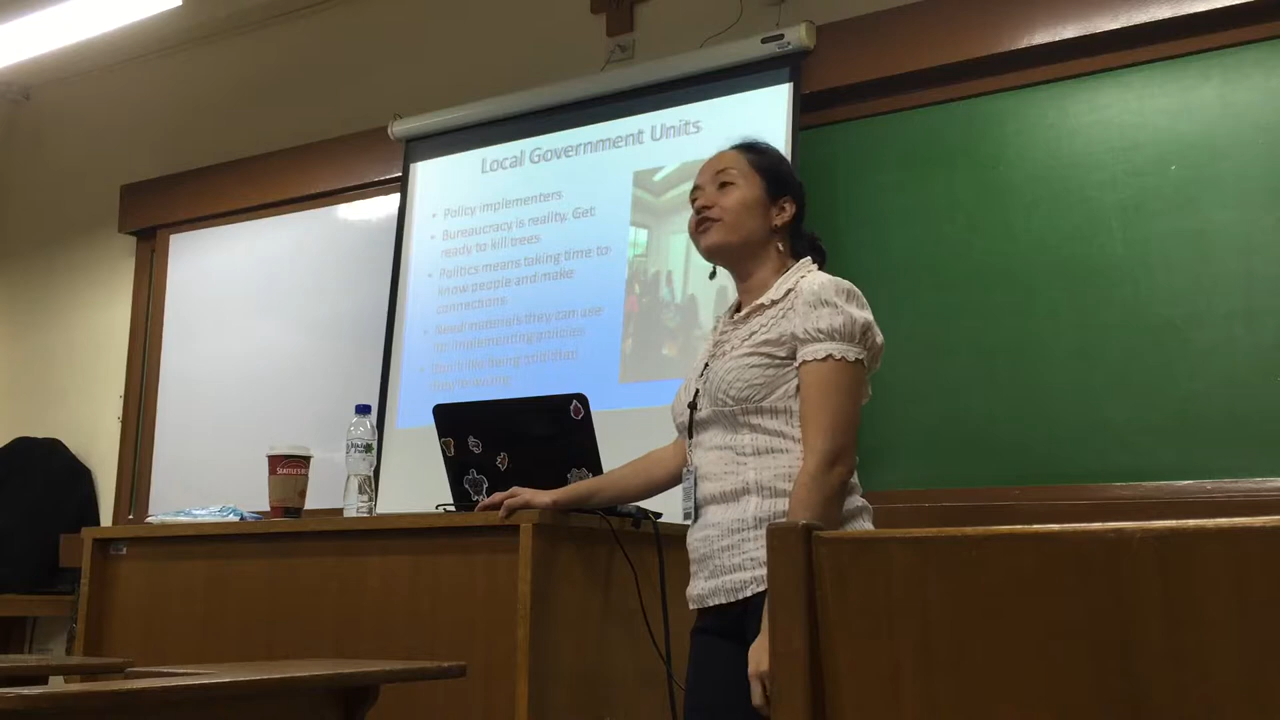 Local Government Units
• Policy implementers
• Bureaucracy is reality. Get
ready to kill trees
• Politics means taking time to
know people and make
connections
• Need materials they can use
for implementing policies
SEATTLE'S BEST